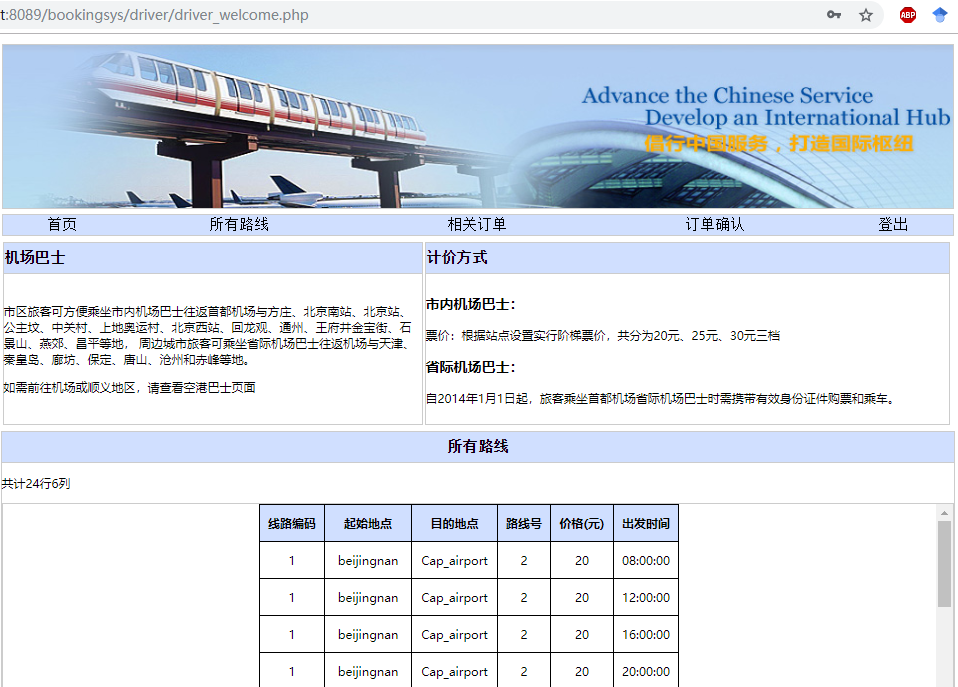 t:8089/bookingsys/driver/driver_welcome.php
ABP
Advance the Chinese Service
Develop an International Hub
倡行中国服务，打造国际枢纽
首页 所有路线 相关订单 订单确认 登出
机场巴士
市区旅客可方便乘坐市内机场巴士往返首都机场与方庄、北京南站、北京站、
公主坟、中关村、上地奥运村、北京西站、回龙观、通州、王府井金宝街、石
景山、燕郊、昌平等地， 周边城市旅客可乘坐省际机场巴士往返机场与天津、
秦皇岛、廊坊、保定、唐山、沧州和赤峰等地。
如需前往机场或顺义地区，请查看空港巴士页面
计价方式
市内机场巴士：
票价：根据站点设置实行阶梯票价，共分为20元、25元、30元三档
省际机场巴士：
自2014年1月1日起，旅客乘坐首都机场省际机场巴士时需携带有效身份证件购票和乘车。
所有路线
共计24行6列
线路编码 起始地点 目的地点 路线号 价格(元) 出发时间
1 beijingnan Cap_airport 2 20 08:00:00
1 beijingnan Cap_airport 2 20 12:00:00
1 beijingnan Cap_airport 2 20 16:00:00
1 beijingnan Cap_airport 2 20 20:00:00